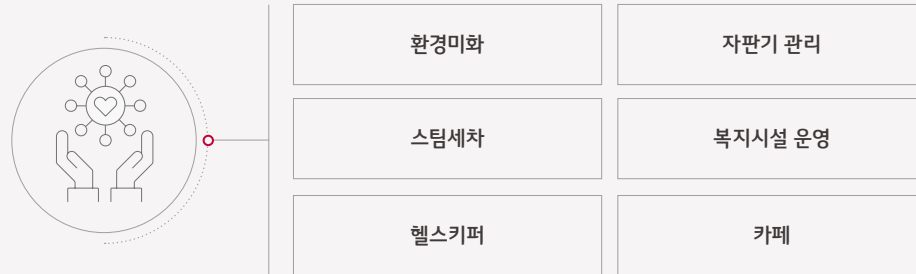 환경미화
자판기 관리
스팀세차
복지시설 운영
헬스키퍼
카페